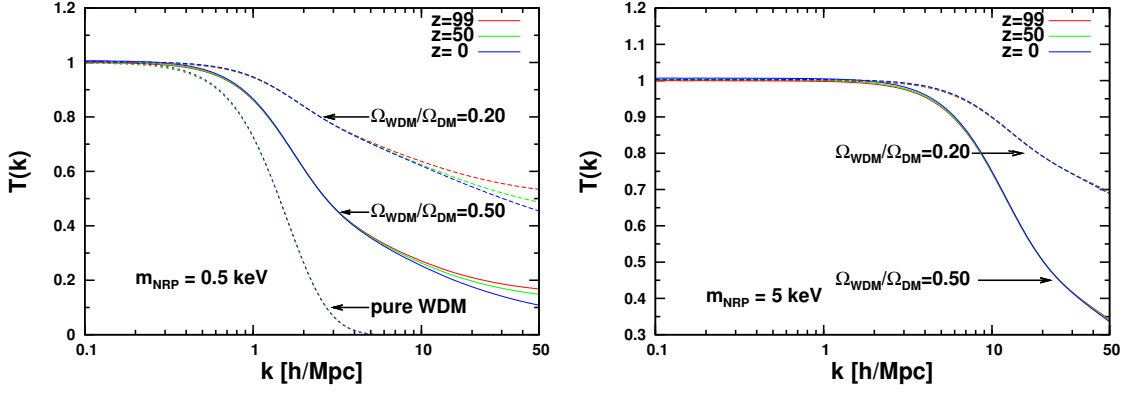 1.4
1.2
1
0.8
0.6
0.4
0.2
0
T(k)
z=99
z=50
z= 0
Ω_WDM/Ω_DM=0.20
Ω_WDM/Ω_DM=0.50
m_NRP = 0.5 keV
pure WDM
0.1 1 10 50
k [h/Mpc]
1.2
1.1
1
0.9
0.8
0.7
0.6
0.5
0.4
0.3
T(k)
z=99
z=50
z= 0
Ω_WDM/Ω_DM=0.20
Ω_WDM/Ω_DM=0.50
m_NRP = 5 keV
0.1 1 10 50
k [h/Mpc]